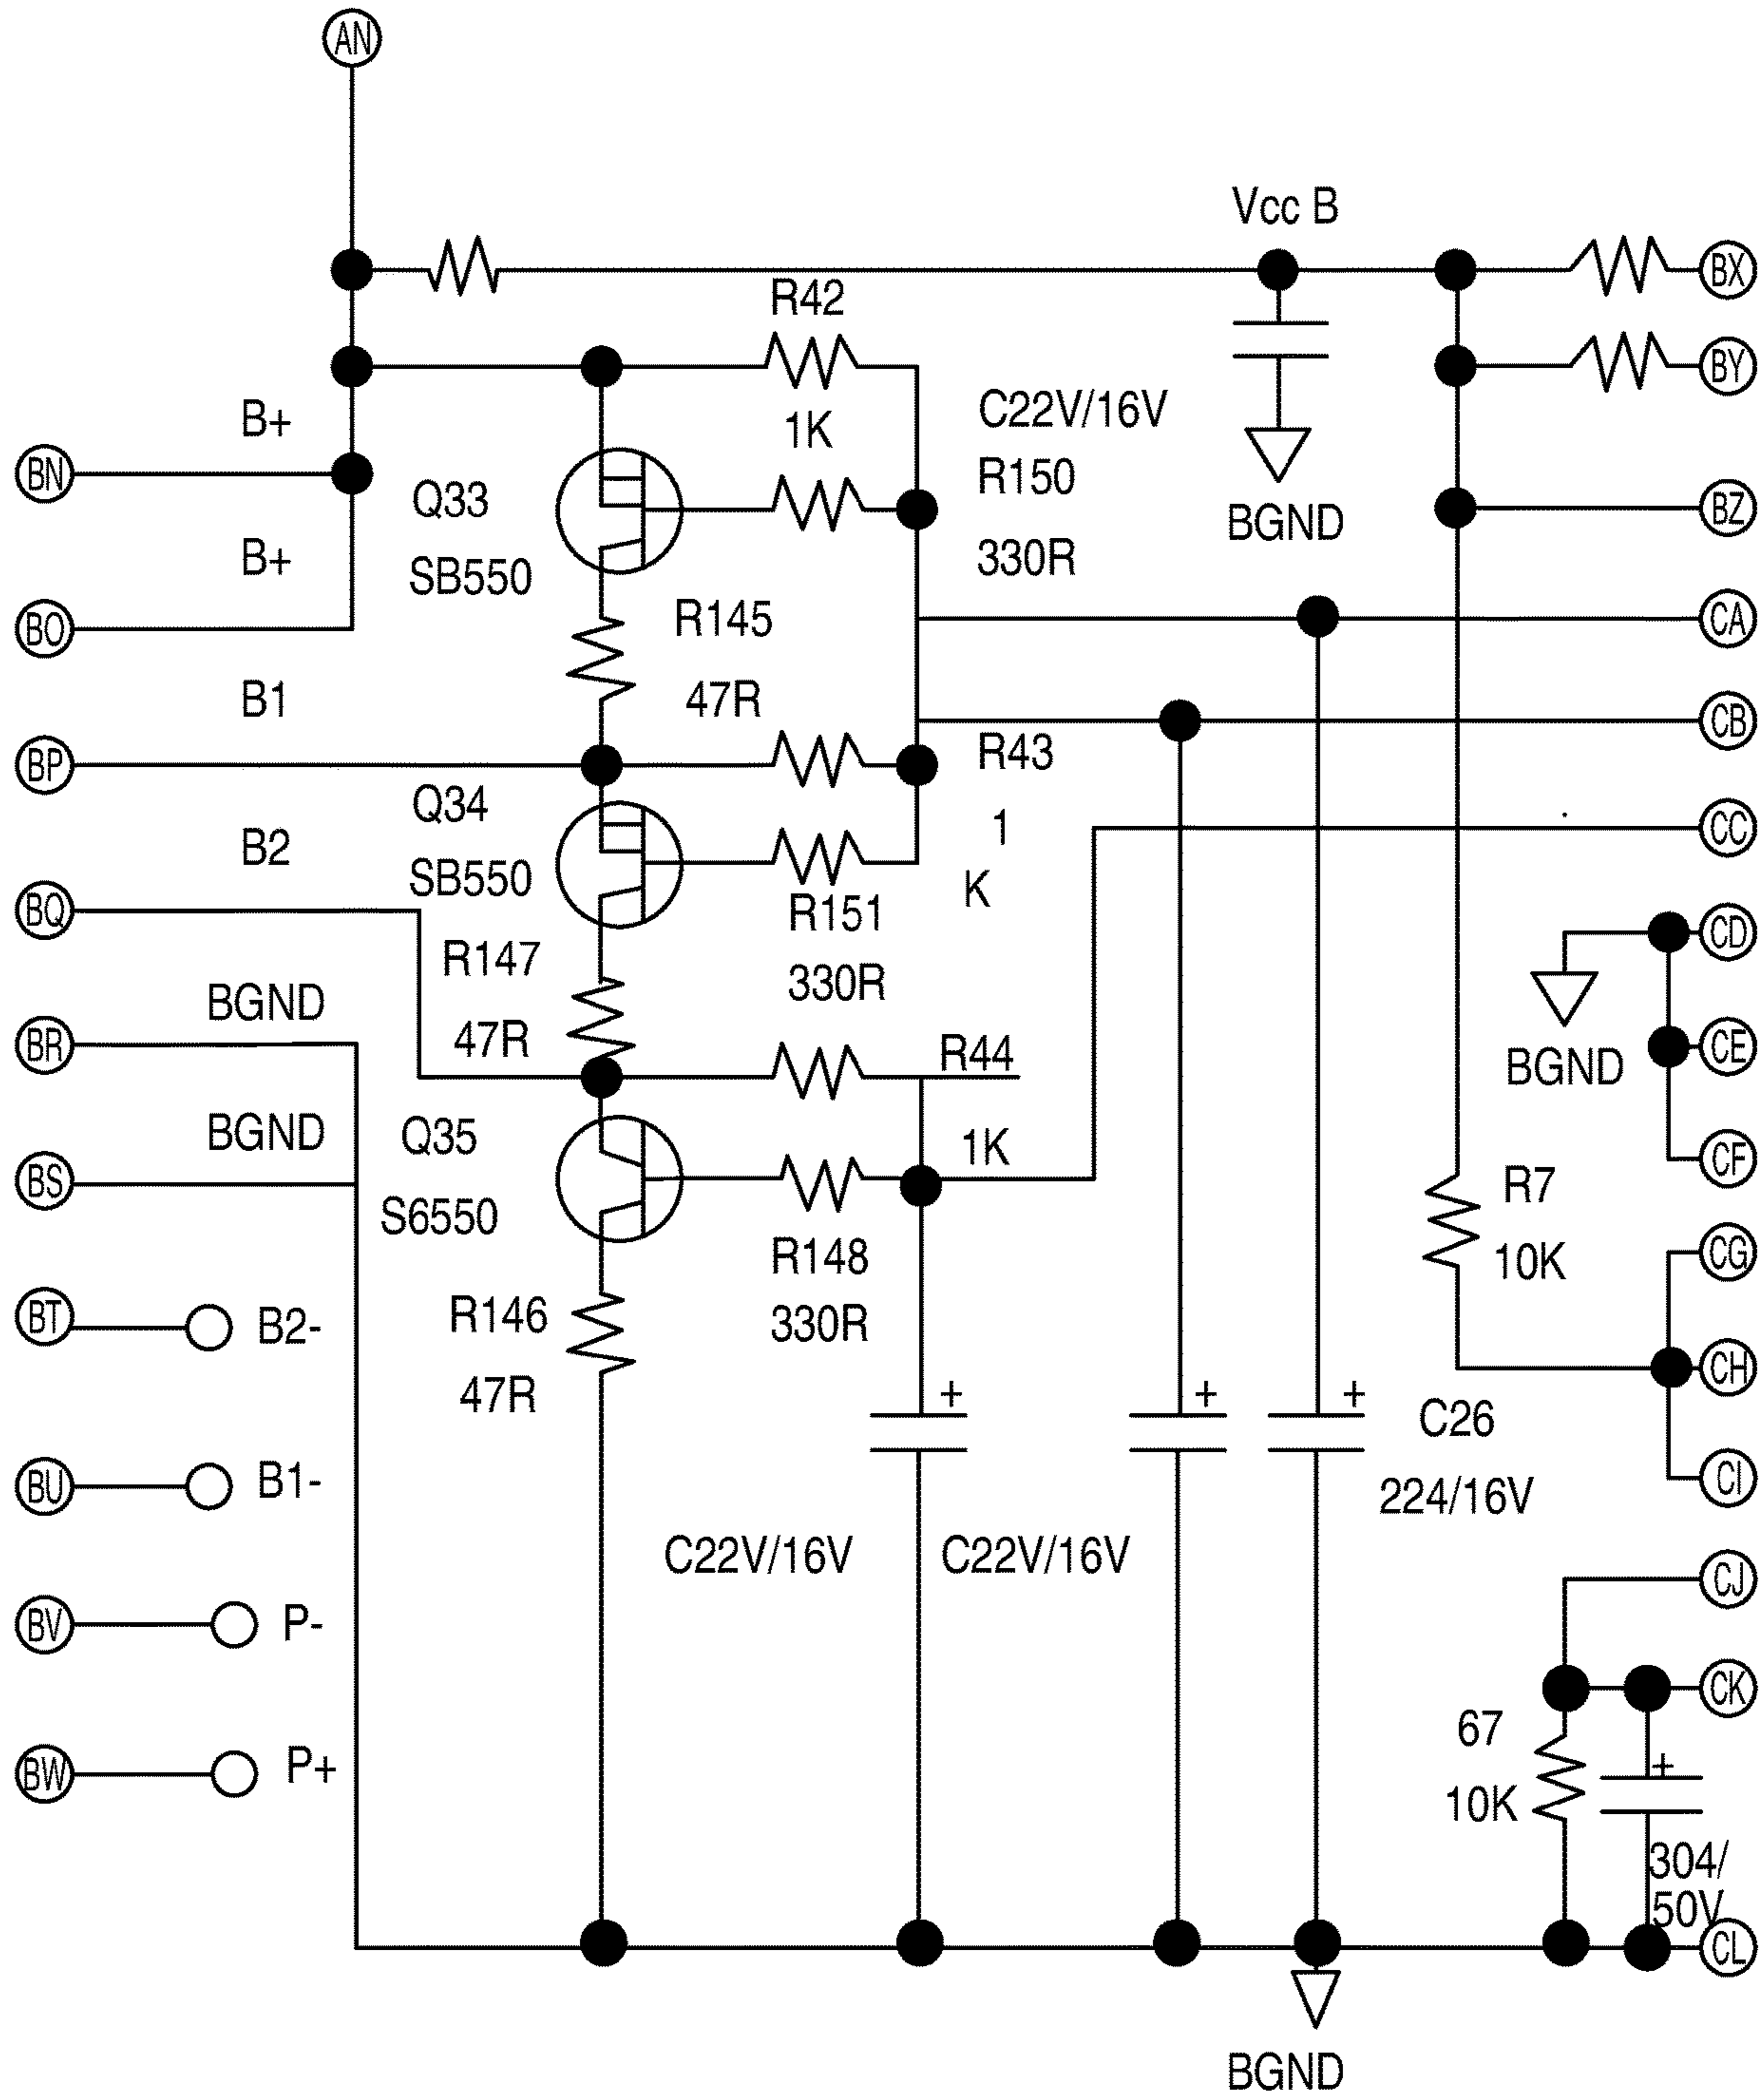 AN
Vcc B
BX
R42
BY
C22V/16V
1K
B+
BN
Q33
R150
BZ
BGND
B+
SB550
330R
BO
R145
CA
B1
47R
CB
BP
R43
Q34
1
CC
B2
SB550
K
BQ
R151
CD
R147
330R
BGND
47R
BR
R44
BGND
CE
BGND
Q35
1K
CF
BS
S6550
R7
R148
10K
CG
BT
B2-
R146
330R
47R
+
+
+
CH
C26
BU
B1-
224/16V
CI
C22V/16V
C22V/16V
CJ
BV
P-
CK
67
BW
P+
+
10K
304/
50V
CL
BGND